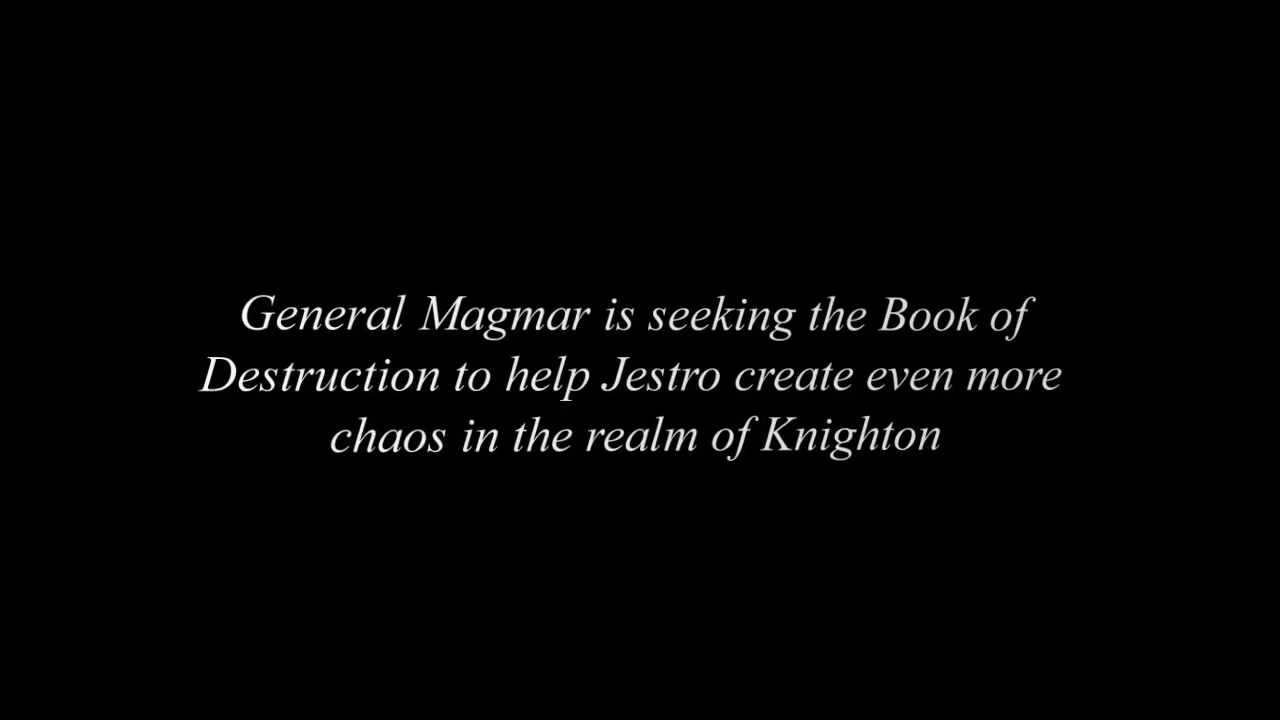 General Magmar is seeking the Book of
Destruction to help Jestro create even more
chaos in the realm of Knighton